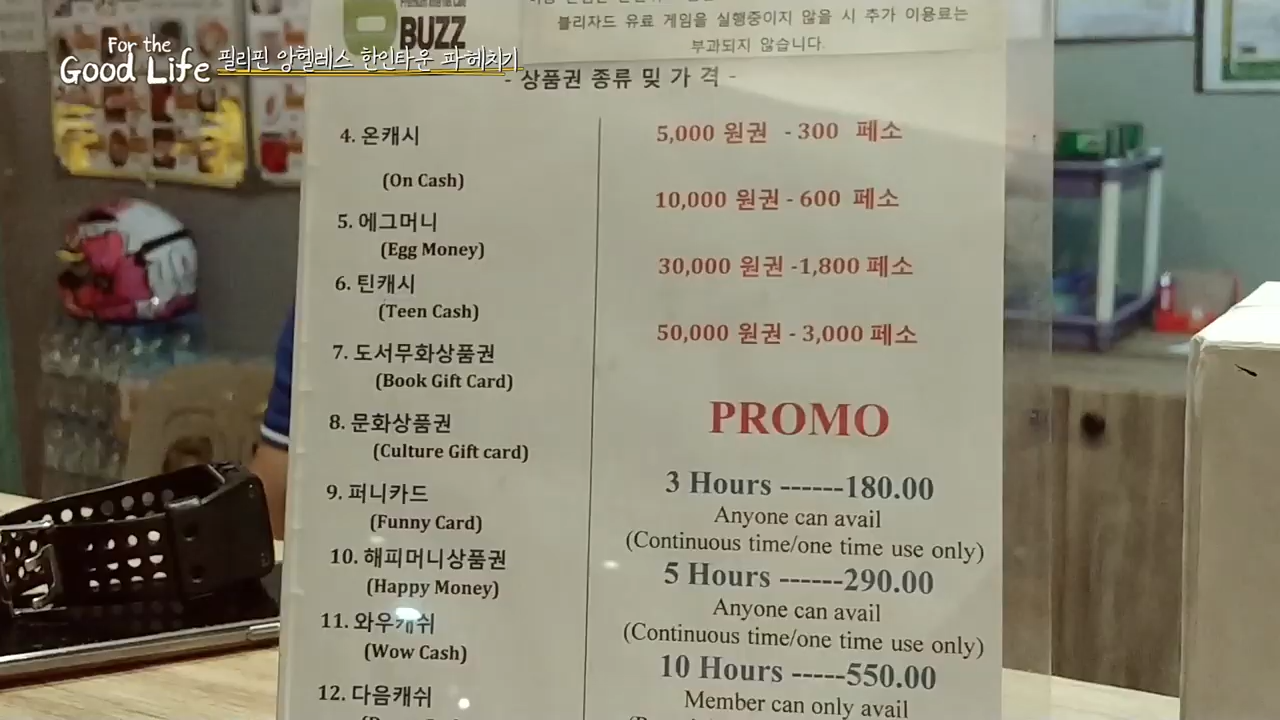 For the
Good Life
필리핀 앙헬레스 한인타운 파헤치기
BUZZ
블리자드 유료 게임을 실행중이지 않을 시 추가 이용료는
부과되지 않습니다.
- 상품권 종류 및 가 격 -
4. 온캐시
(On Cash)
5. 에그머니
(Egg Money)
6. 틴캐시
(Teen Cash)
7. 도서무화상품권
(Book Gift Card)
8. 문화상품권
(Culture Gift card)
9. 퍼니카드
(Funny Card)
10. 해피머니상품권
(Happy Money)
11. 와우캐쉬
(Wow Cash)
12. 다음캐쉬
5,000 원권 - 300 페소
10,000 원권 - 600 페소
30,000 원권 -1,800 페소
50,000 원권 - 3,000 페소
PROMO
3 Hours ------180.00
Anyone can avail
(Continuous time/one time use only)
5 Hours ------290.00
Anyone can avail
(Continuous time/one time use only)
10 Hours -----550.00
Member can only avail